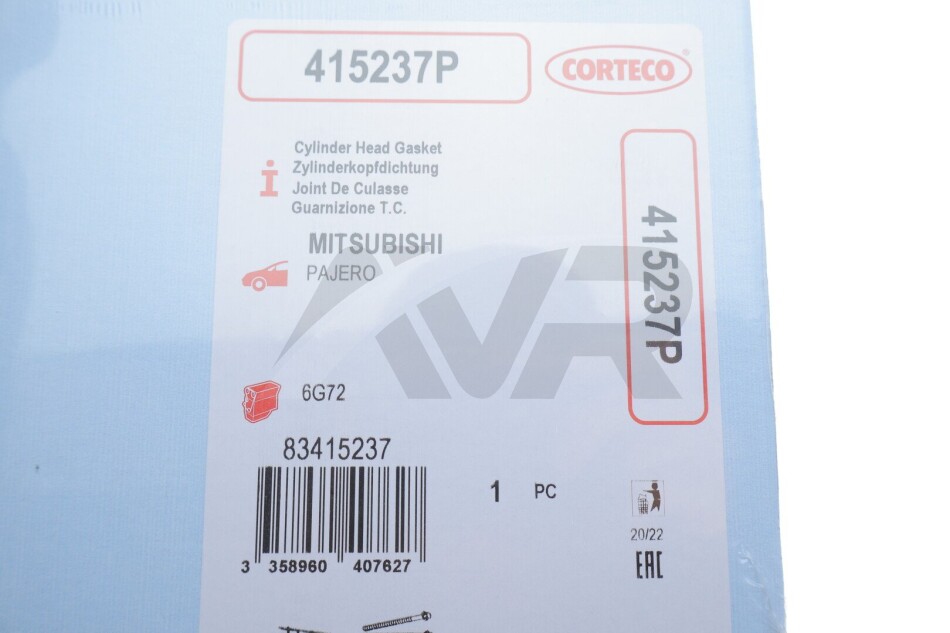 415237P
CORTECO®
Cylinder Head Gasket
Zylinderkopfdichtung
Joint De Culasse
Guarnizione T.C.
MITSUBISHI
PAJERO
415237P
6G72
83415237
1 PC
20/22
EAC
3 358960 407627